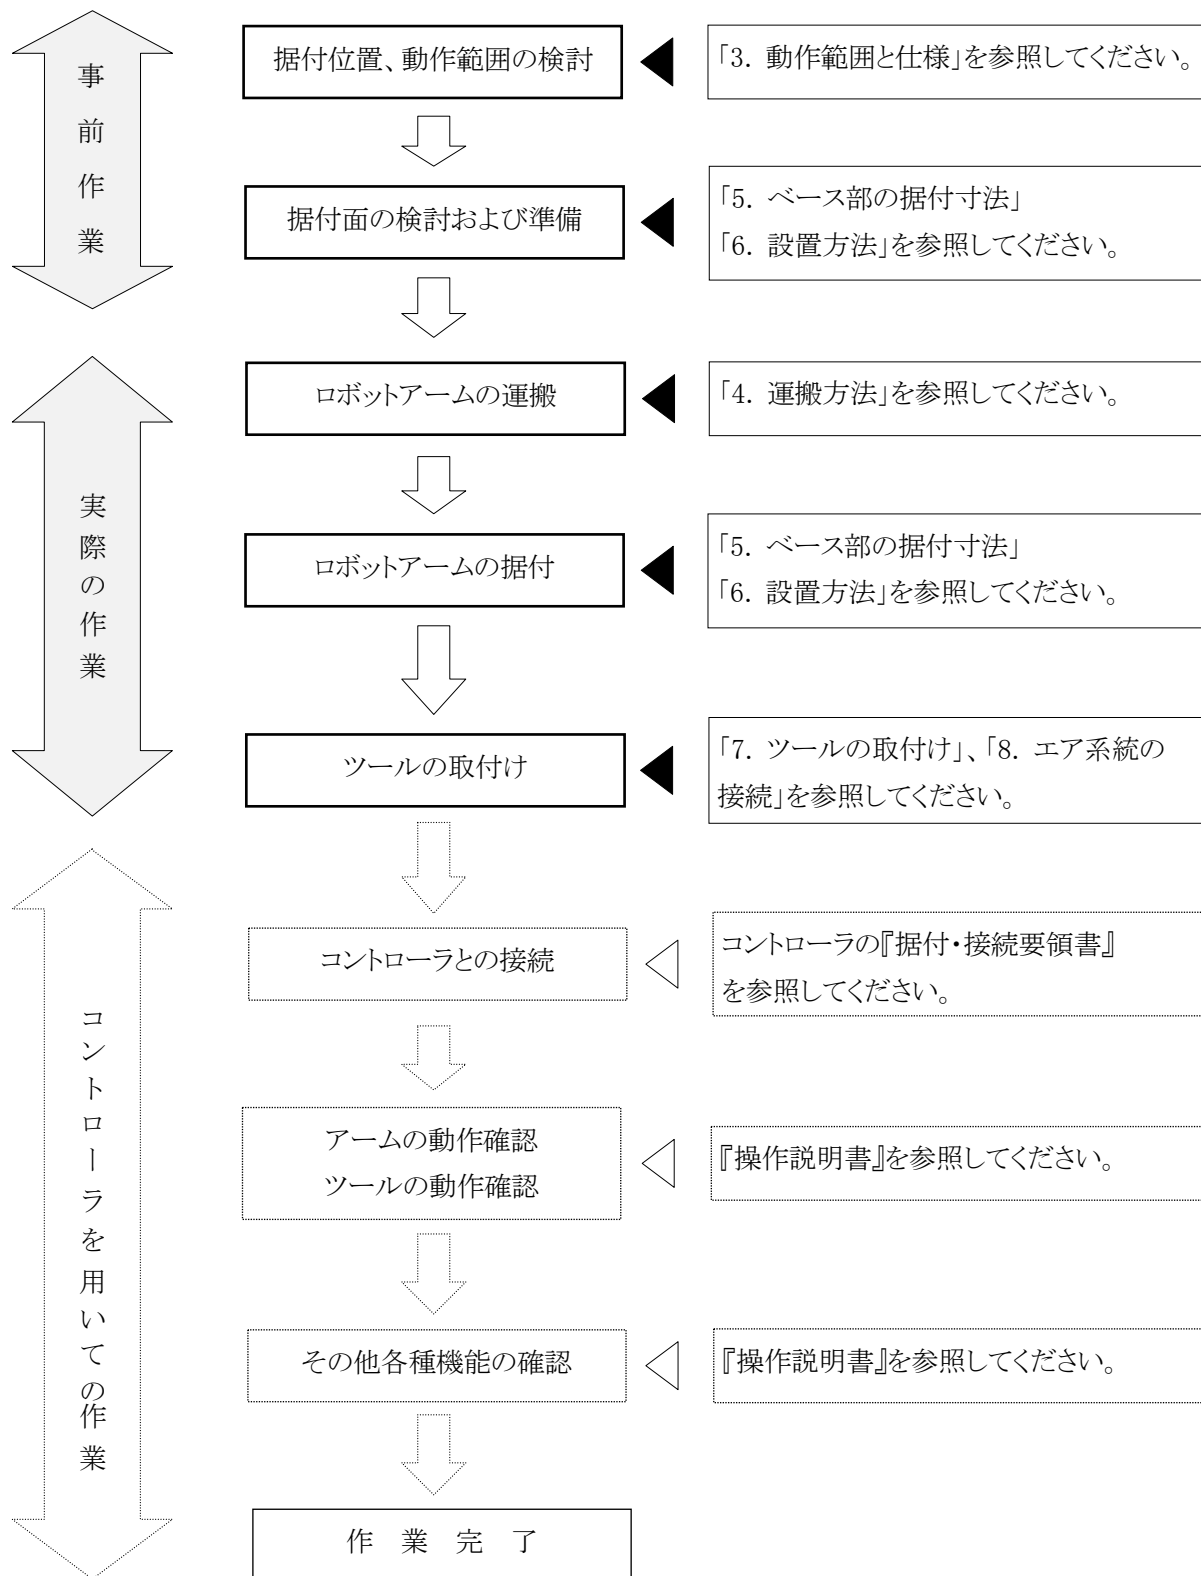 事前作業
据付位置、動作範囲の検討
「3. 動作範囲と仕様」を参照してください。
据付面の検討および準備
「5. ベース部の据付寸法」
「6. 設置方法」を参照してください。
実際の作業
ロボットアームの運搬
「4. 運搬方法」を参照してください。
ロボットアームの据付
「5. ベース部の据付寸法」
「6. 設置方法」を参照してください。
ツールの取付け
「7. ツールの取付け」、「8. エア系統の
接続」を参照してください。
コントローラを用いての作業
コントローラとの接続
コントローラの『据付・接続要領書』
を参照してください。
アームの動作確認
ツールの動作確認
『操作説明書』を参照してください。
その他各種機能の確認
『操作説明書』を参照してください。
作 業 完 了